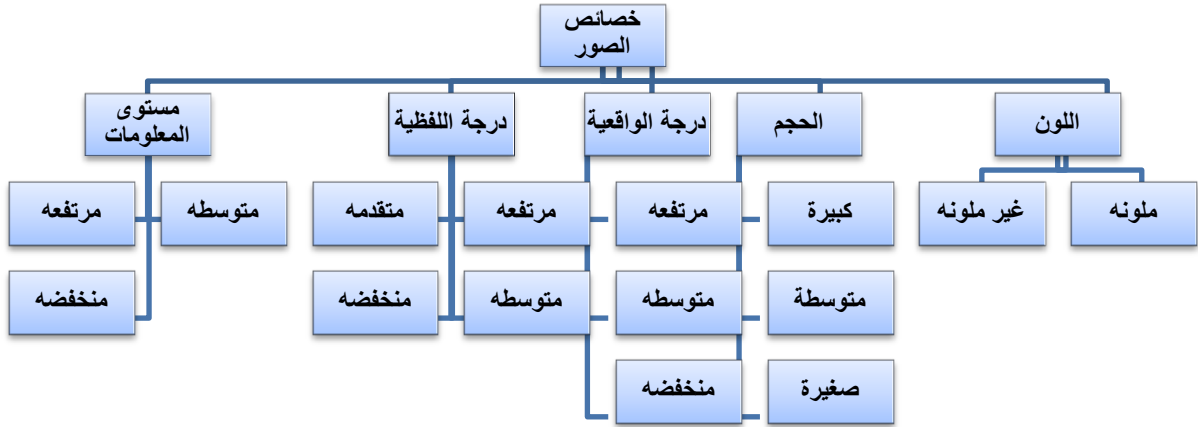 خصائص
الصور
اللون
الحجم
درجة الواقعية
درجة اللفظية
مستوى
المعلومات
ملونه
غير ملونه
كبيرة
مرتفعه
مرتفعه
متقدمه
متوسطه
مرتفعه
متوسطة
متوسطه
متوسطه
منخفضه
منخفضه
صغيرة
منخفضه